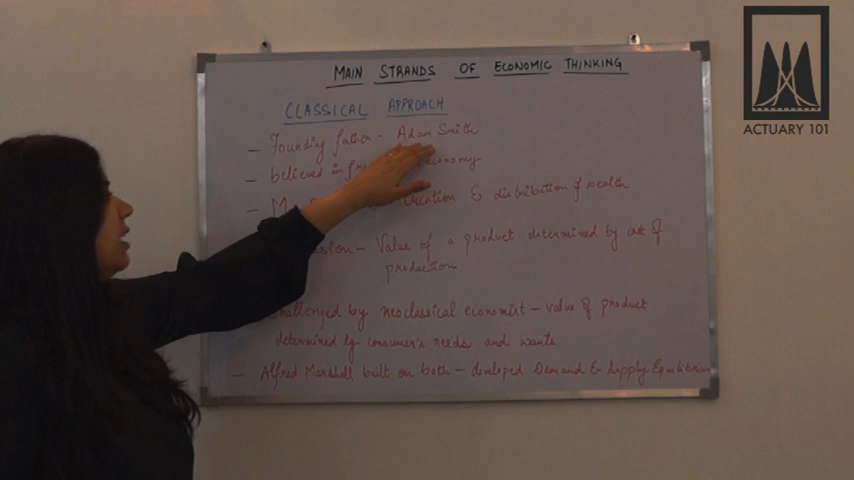 MAIN STRANDS OF ECONOMIC THINKING
CLASSICAL APPROACH
- Founding father - Adam Smith
- believed in economy
- & distribution of wealth
- Value of a product determined by cost of
production
by neoclassical economist - value of product
determined by consumer's needs and wants
- Alfred Marshall built on both - developed Demand & Supply Equilibrium
ACTUARY 101